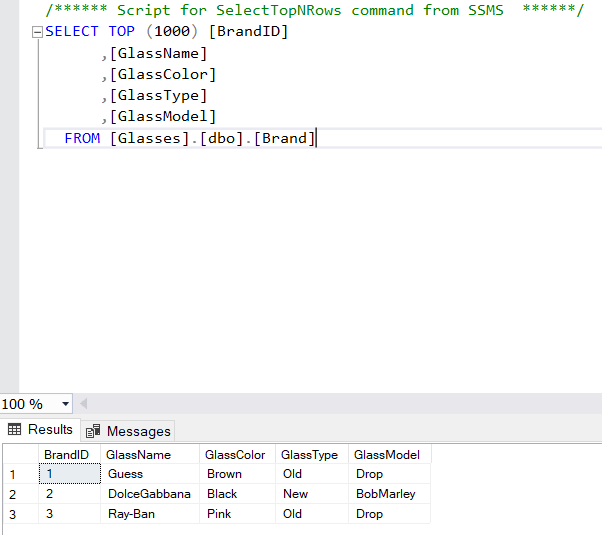 /****** Script for SelectTopNRows command from SSMS  ******/
SELECT TOP (1000) [BrandID]
      ,[GlassName]
      ,[GlassColor]
      ,[GlassType]
      ,[GlassModel]
  FROM [Glasses].[dbo].[Brand]
100 %
Results Messages
BrandID GlassName GlassColor GlassType GlassModel
1 1 Guess Brown Old Drop
2 2 DolceGabbana Black New BobMarley
3 3 Ray-Ban Pink Old Drop